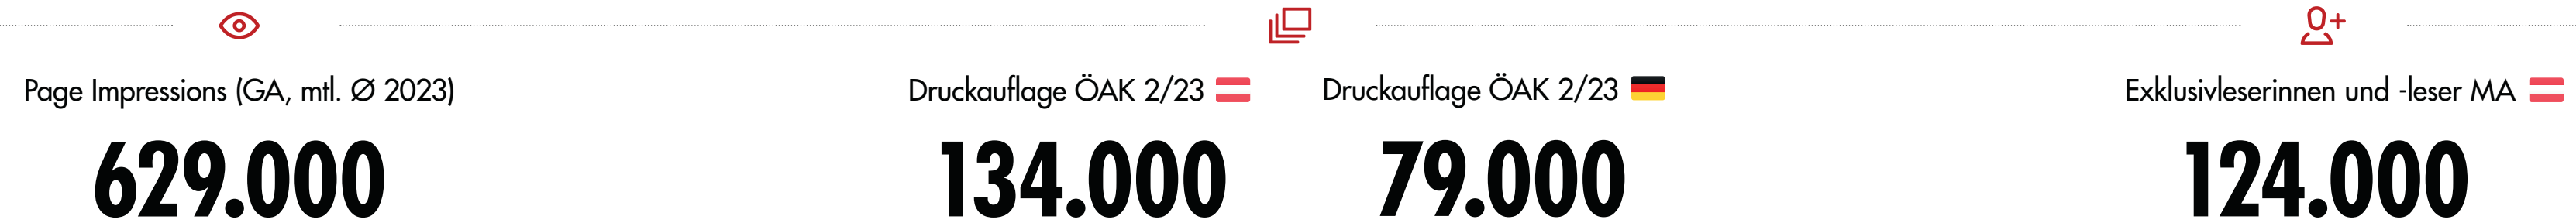 Page Impressions (GA, mtl. Ø 2023)
629.000
Druckauflage ÖAK 2/23
134.000
Druckauflage ÖAK 2/23
79.000
Exklusivleserinnen und -leser MA
124.000